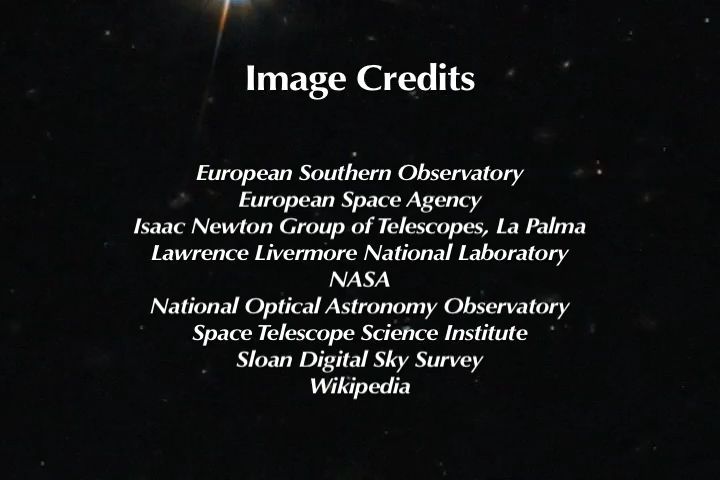 Image Credits
European Southern Observatory
European Space Agency
Isaac Newton Group of Telescopes, La Palma
Lawrence Livermore National Laboratory
NASA
National Optical Astronomy Observatory
Space Telescope Science Institute
Sloan Digital Sky Survey
Wikipedia